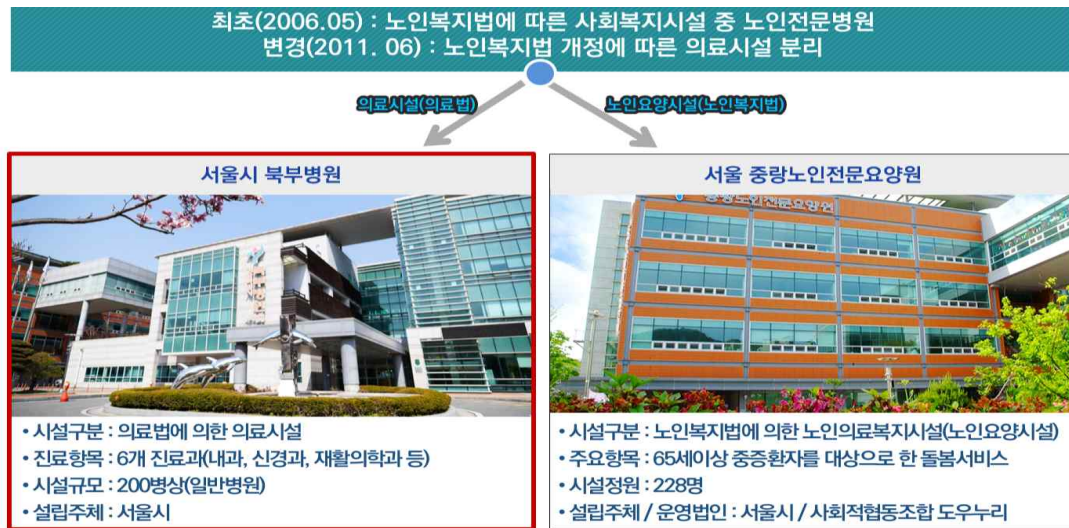 최초(2006.05) : 노인복지법에 따른 사회복지시설 중 노인전문병원
변경(2011. 06) : 노인복지법 개정에 따른 의료시설 분리
의료시설(의료법)
노인요양시설(노인복지법)
서울시 북부병원
• 시설구분 : 의료법에 의한 의료시설
• 진료항목 : 6개 진료과(내과, 신경과, 재활의학과 등)
• 시설규모 : 200병상(일반병원)
• 설립주체 : 서울시
서울 중랑노인전문요양원
중랑노인전문요양원
• 시설구분 : 노인복지법에 의한 노인의료복지시설(노인요양시설)
• 주요항목 : 65세이상 중증환자를 대상으로 한 돌봄서비스
• 시설정원 : 228명
• 설립주체 / 운영법인 : 서울시 / 사회적협동조합 도우누리